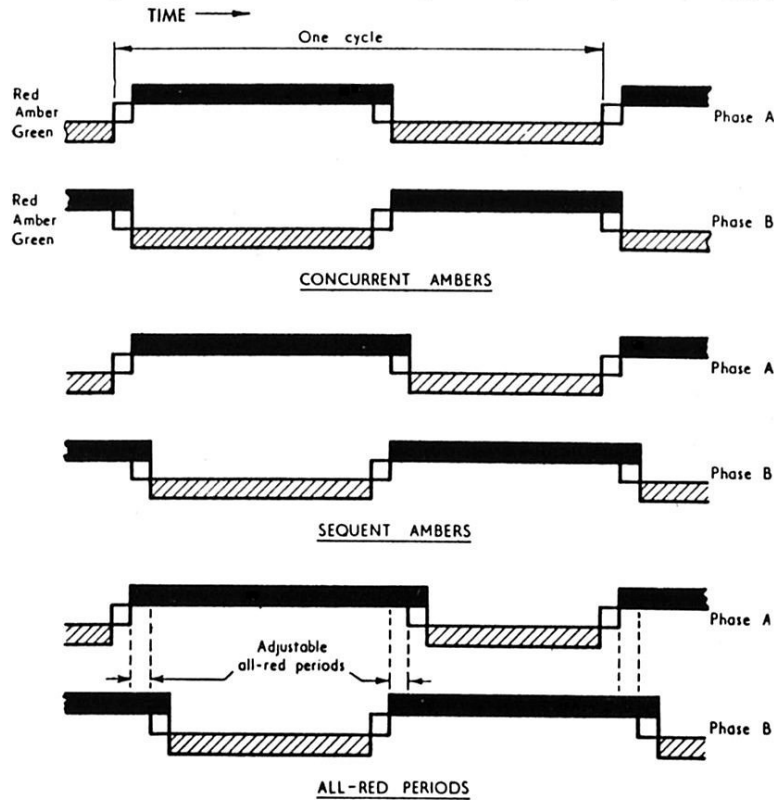 TIME
One cycle
Red
Amber
Green
Phase A
Red
Amber
Green
Phase B
CONCURRENT AMBERS
Phase A
Phase B
SEQUENT AMBERS
Phase A
Adjustable
all-red periods
Phase B
ALL-RED PERIODS